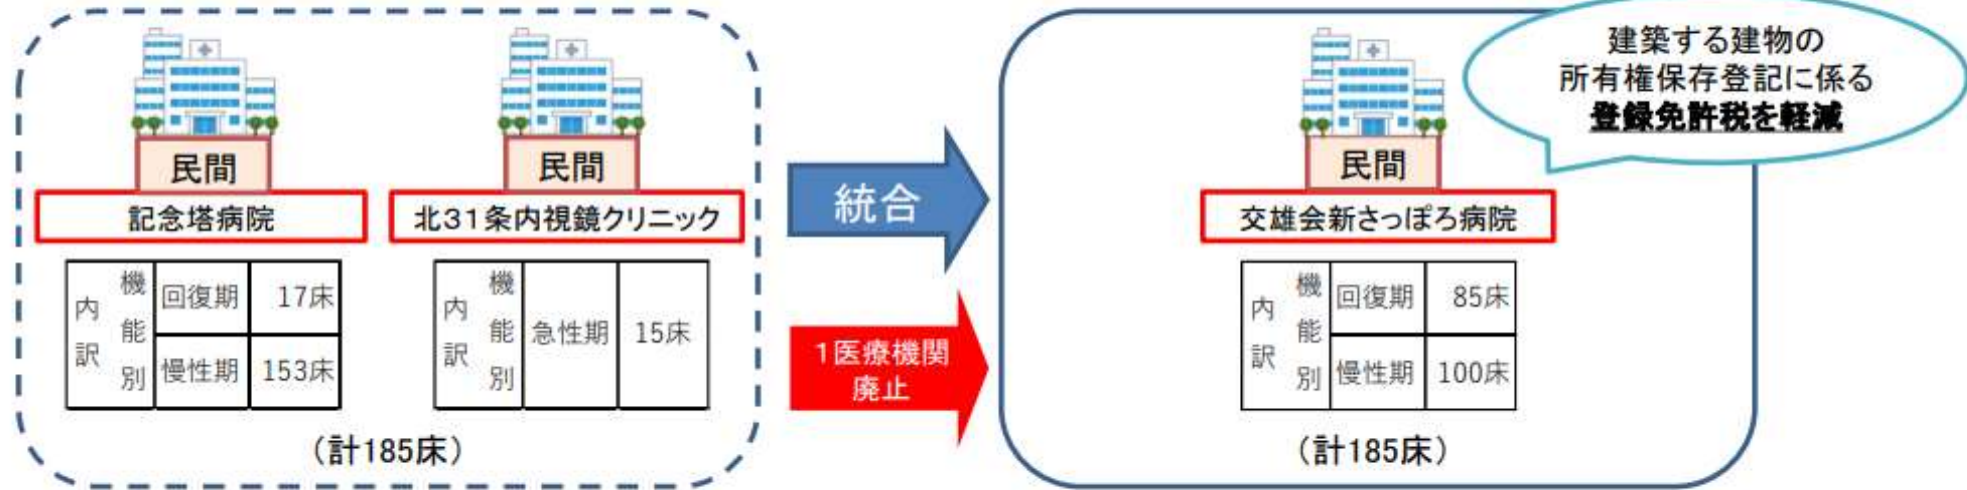 民間
記念塔病院
内訳 機能別 回復期 17床
慢性期 153床
民間
北31条内視鏡クリニック
内訳 機能別 急性期 15床
（計185床）
統合
1医療機関
廃止
建築する建物の
所有権保存登記に係る
登録免許税を軽減
民間
交雄会新さっぽろ病院
内訳 機能別 回復期 85床
慢性期 100床
（計185床）